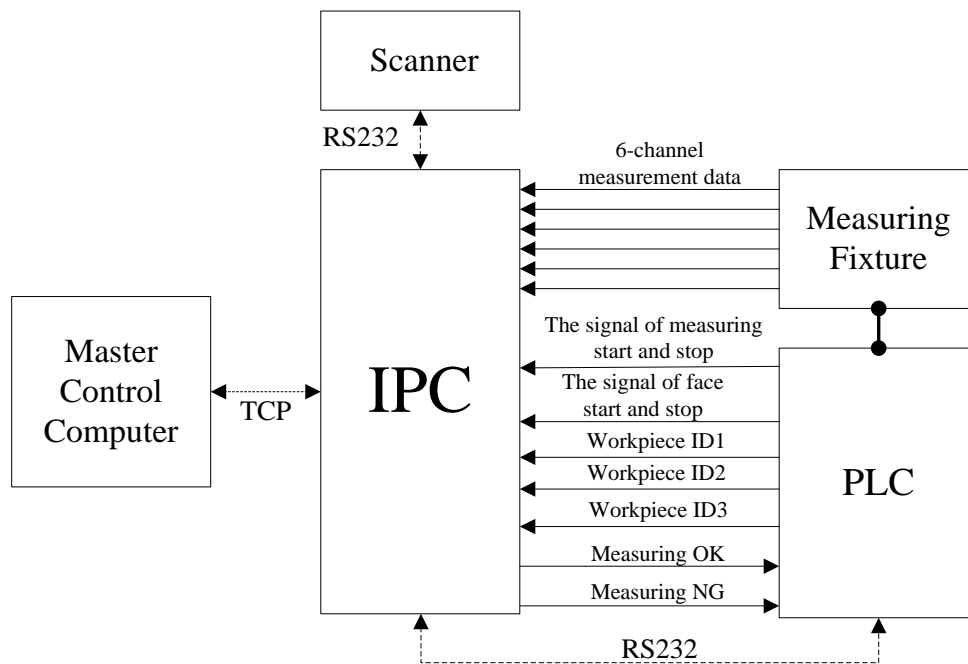 Scanner
RS232
6-channel
measurement data
Measuring
Fixture
The signal of measuring
start and stop
The signal of face
start and stop
Master
Control
Computer
TCP
IPC
Workpiece ID1
Workpiece ID2
Workpiece ID3
PLC
Measuring OK
Measuring NG
RS232